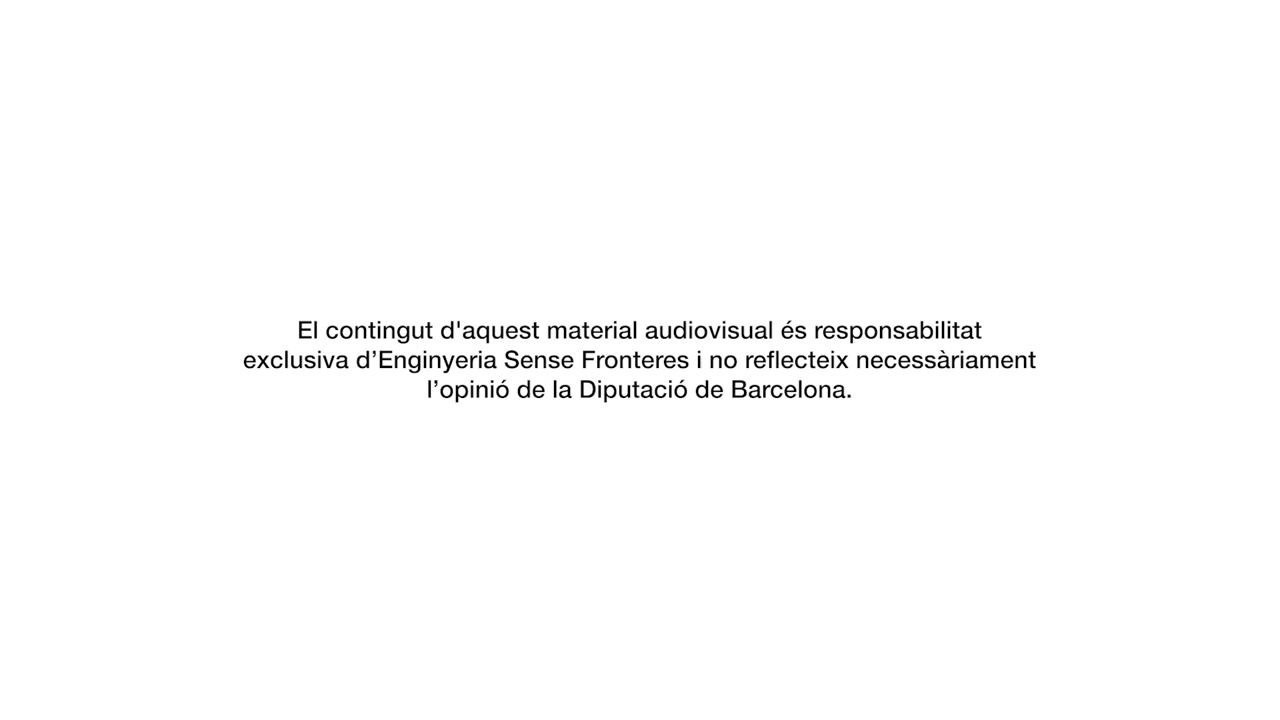 El contingut d'aquest material audiovisual és responsabilitat
exclusiva d’Enginyeria Sense Fronteres i no reflecteix necessàriament
l’opinió de la Diputació de Barcelona.